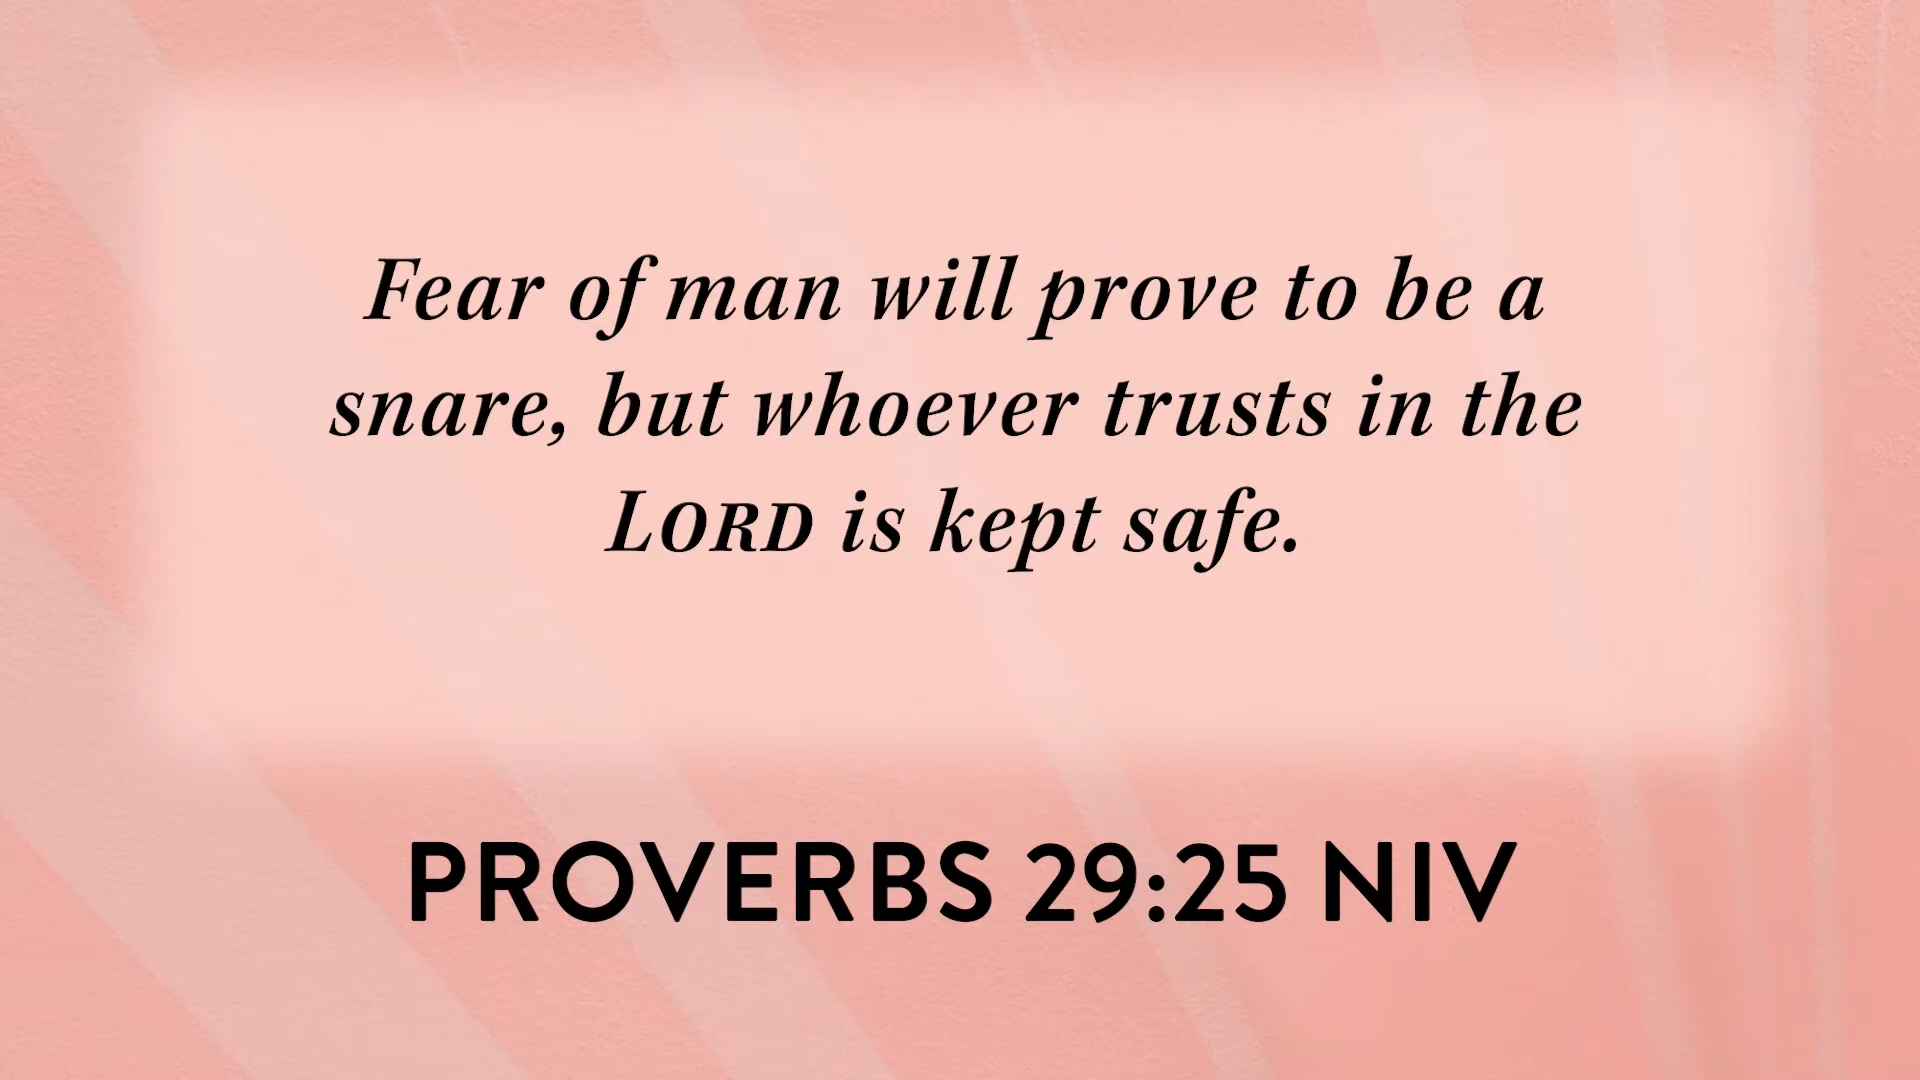 Fear of man will prove to be a
snare, but whoever trusts in the
LORD is kept safe.
PROVERBS 29:25 NIV